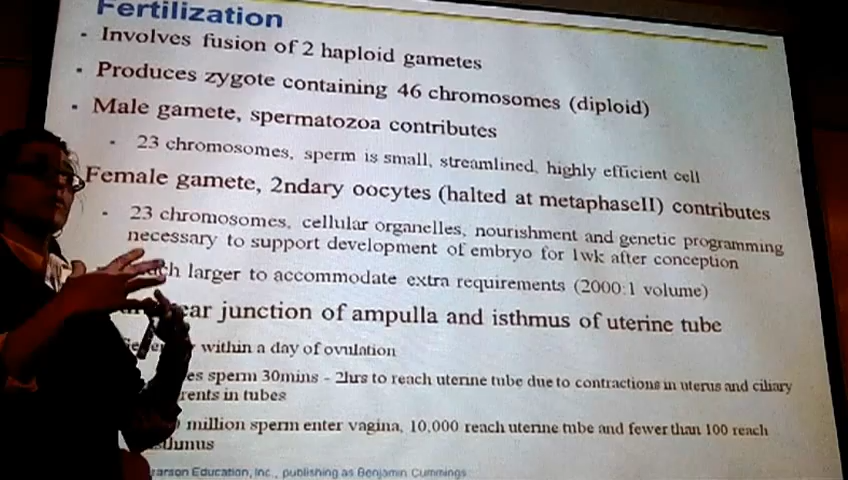 Fertilization
- Involves fusion of 2 haploid gametes
- Produces zygote containing 46 chromosomes (diploid)
- Male gamete, spermatozoa contributes
- 23 chromosomes, sperm is small, streamlined, highly efficient cell
Female gamete, 2ndary oocytes (halted at metaphaseII) contributes
- 23 chromosomes, cellular organelles, nourishment and genetic programming
necessary to support development of embryo for 1wk after conception
larger to accommodate extra requirements (2000:1 volume)
junction of ampulla and isthmus of uterine tube
within a day of ovulation
sperm 30mins - 2hrs to reach uterine tube due to contractions in uterus and ciliary
in tubes
million sperm enter vagina, 10,000 reach uterine tube and fewer than 100 reach
Education, Inc., publishing as Benjamin Cummings